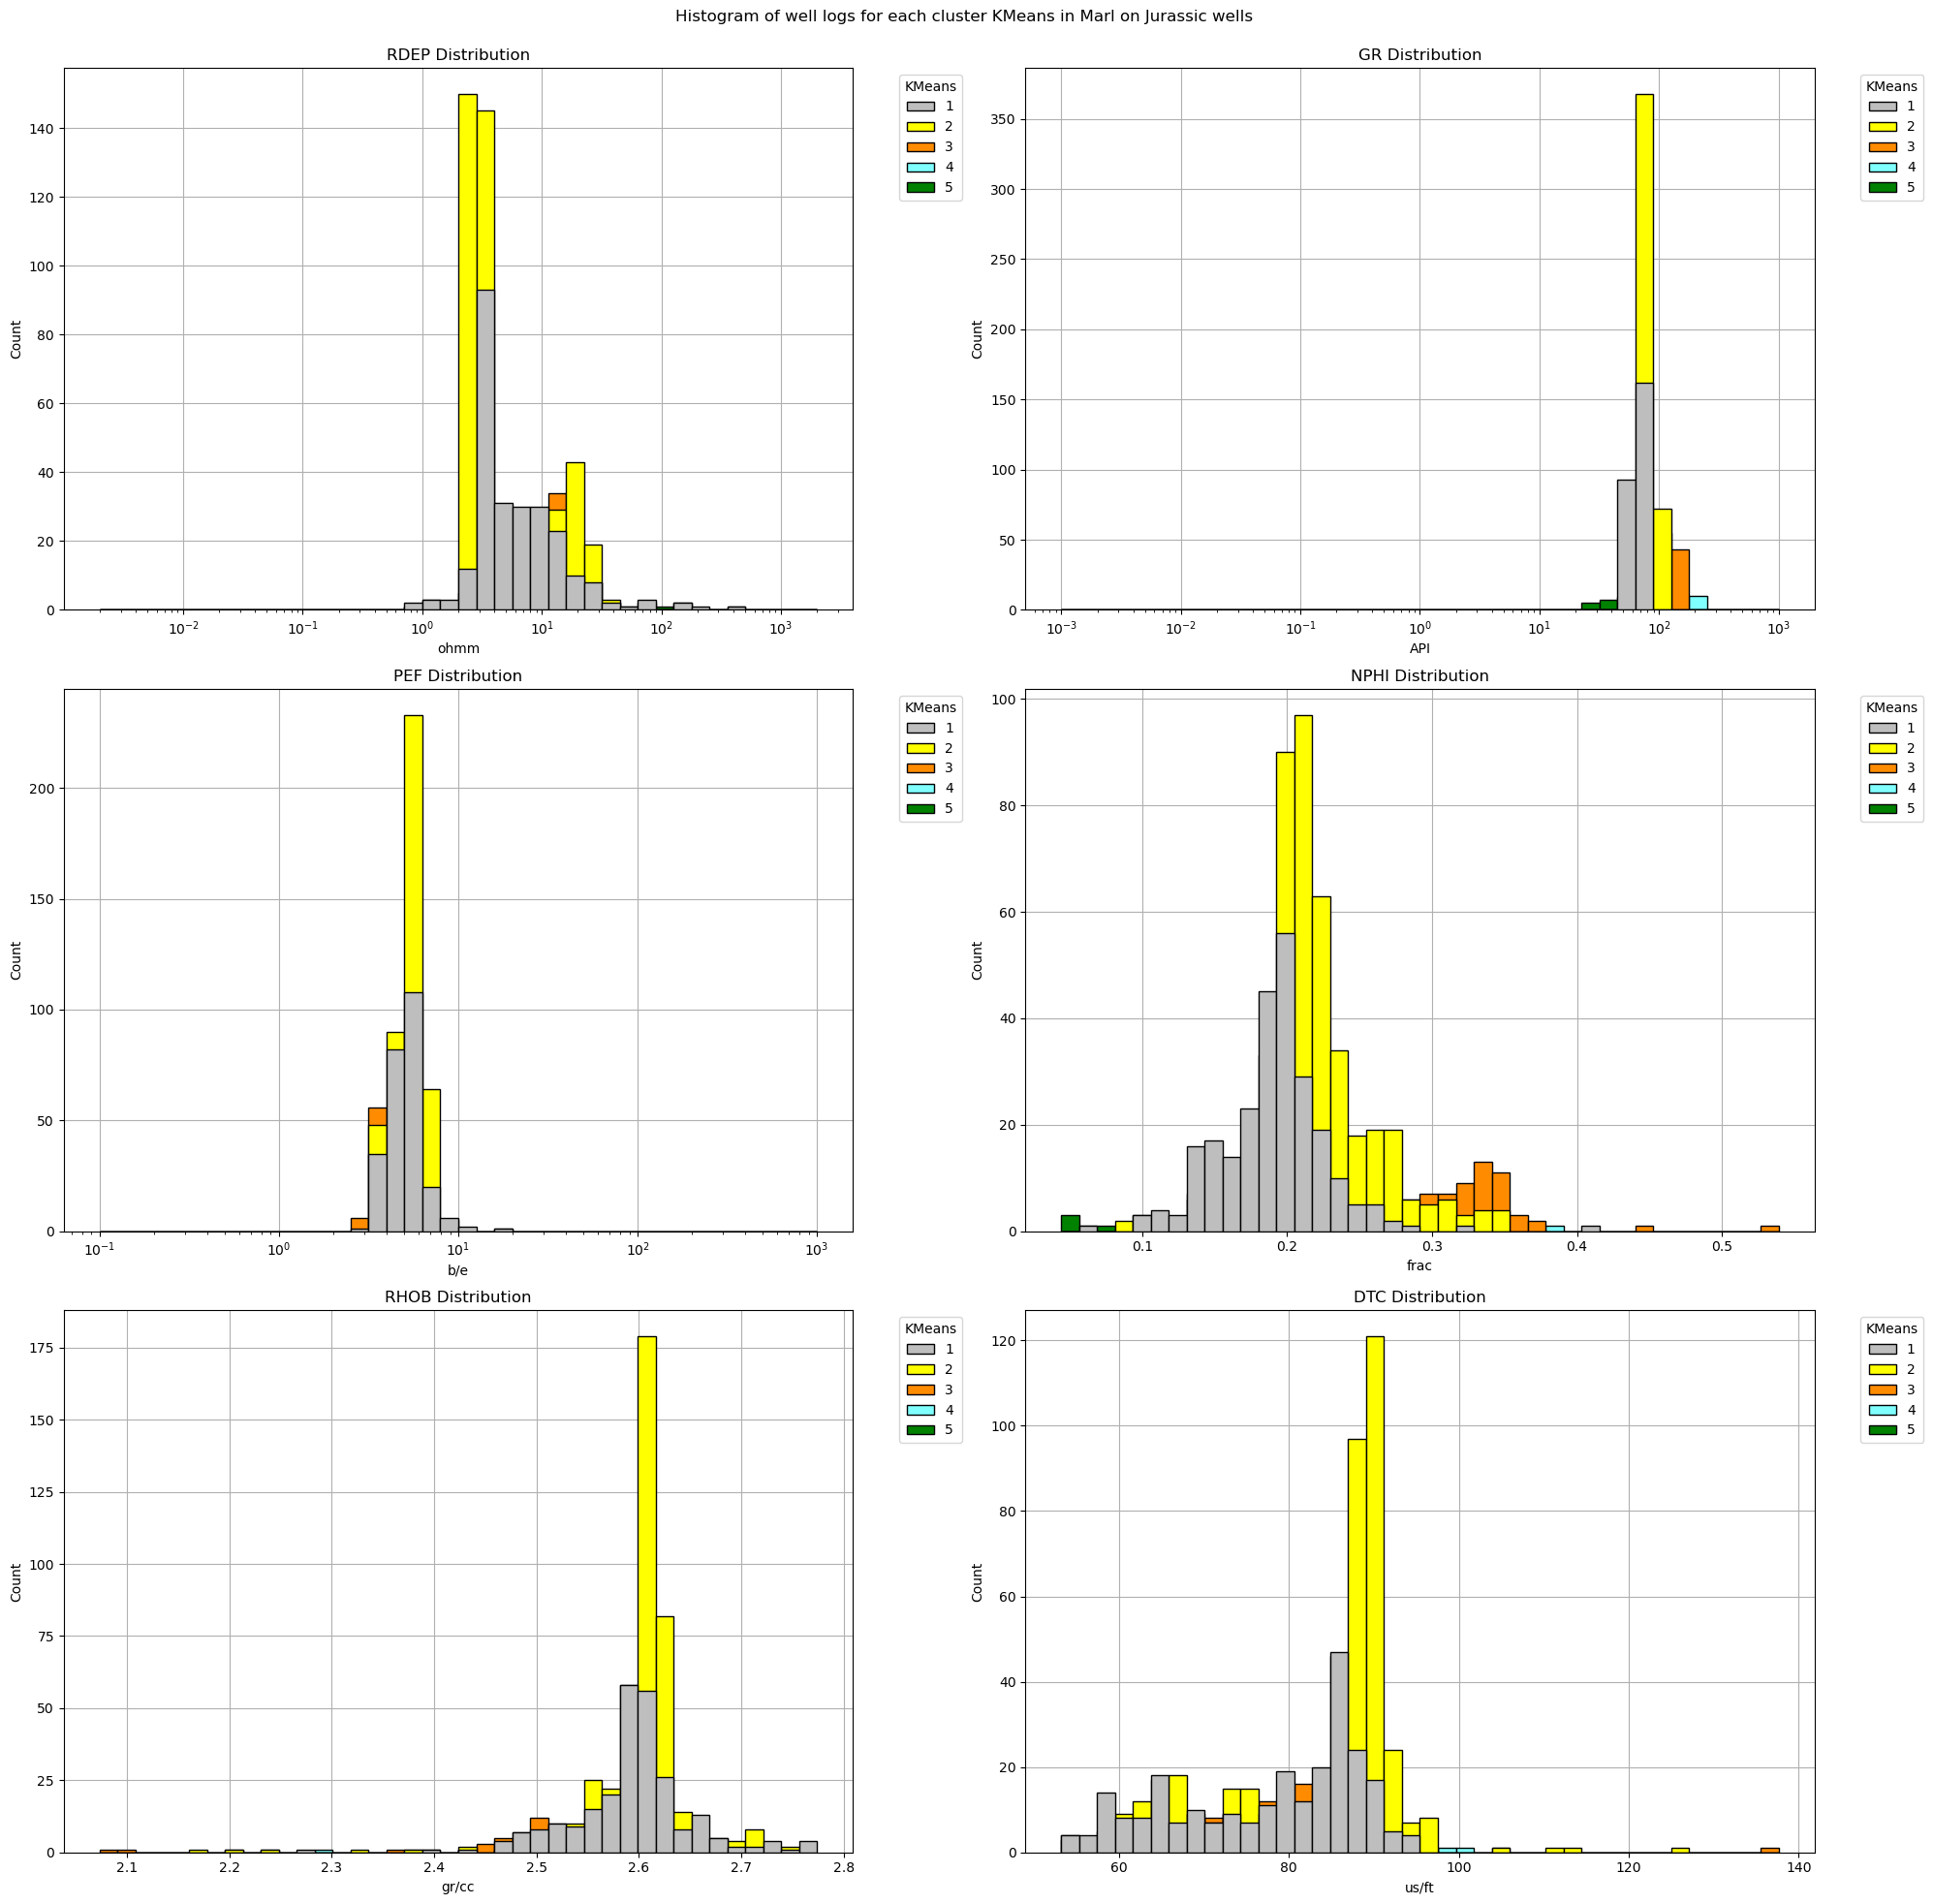 Histogram of well logs for each cluster KMeans in Marl on Jurassic wells
RDEP Distribution
Count
0
20
40
60
80
100
120
140
10⁻² 10⁻¹ 10⁰ 10¹ 10² 10³
ohmm
KMeans
1
2
3
4
5
GR Distribution
Count
0
50
100
150
200
250
300
350
10⁻³ 10⁻² 10⁻¹ 10⁰ 10¹ 10² 10³
API
KMeans
1
2
3
4
5
PEF Distribution
Count
0
50
100
150
200
10⁻¹ 10⁰ 10¹ 10² 10³
b/e
KMeans
1
2
3
4
5
NPHI Distribution
Count
0
20
40
60
80
100
0.1 0.2 0.3 0.4 0.5
frac
KMeans
1
2
3
4
5
RHOB Distribution
Count
0
25
50
75
100
125
150
175
2.1 2.2 2.3 2.4 2.5 2.6 2.7 2.8
gr/cc
KMeans
1
2
3
4
5
DTC Distribution
Count
0
20
40
60
80
100
120
60 80 100 120 140
us/ft
KMeans
1
2
3
4
5